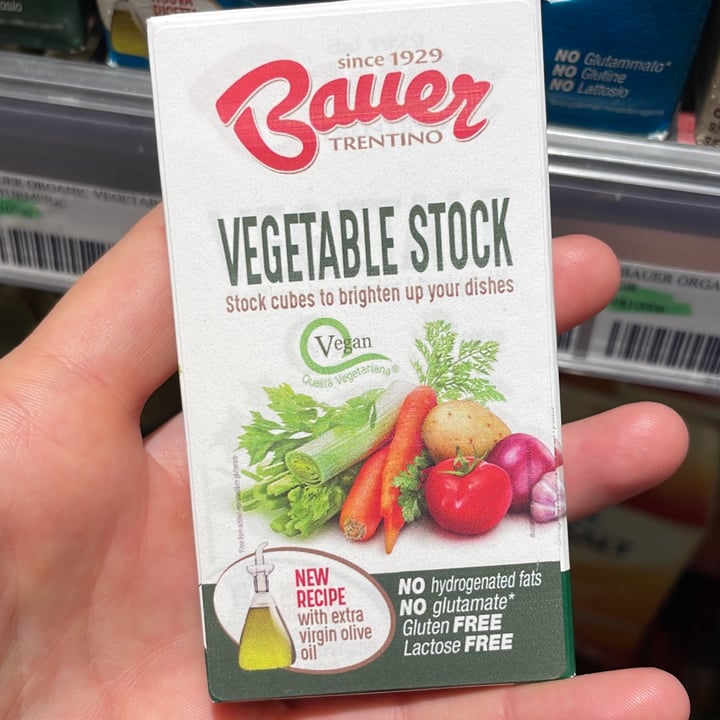 since 1929
Bauer
TRENTINO
VEGETABLE STOCK
Stock cubes to brighten up your dishes
Vegan
Qualità Vegetariana®
NEW
RECIPE
with extra
virgin olive
oil
NO hydrogenated fats
NO glutamate*
Gluten FREE
Lactose FREE
NO Glutammato*
NO Glutine
NO Lattosio
ORGANIC VEGETAB
BAUER ORGA